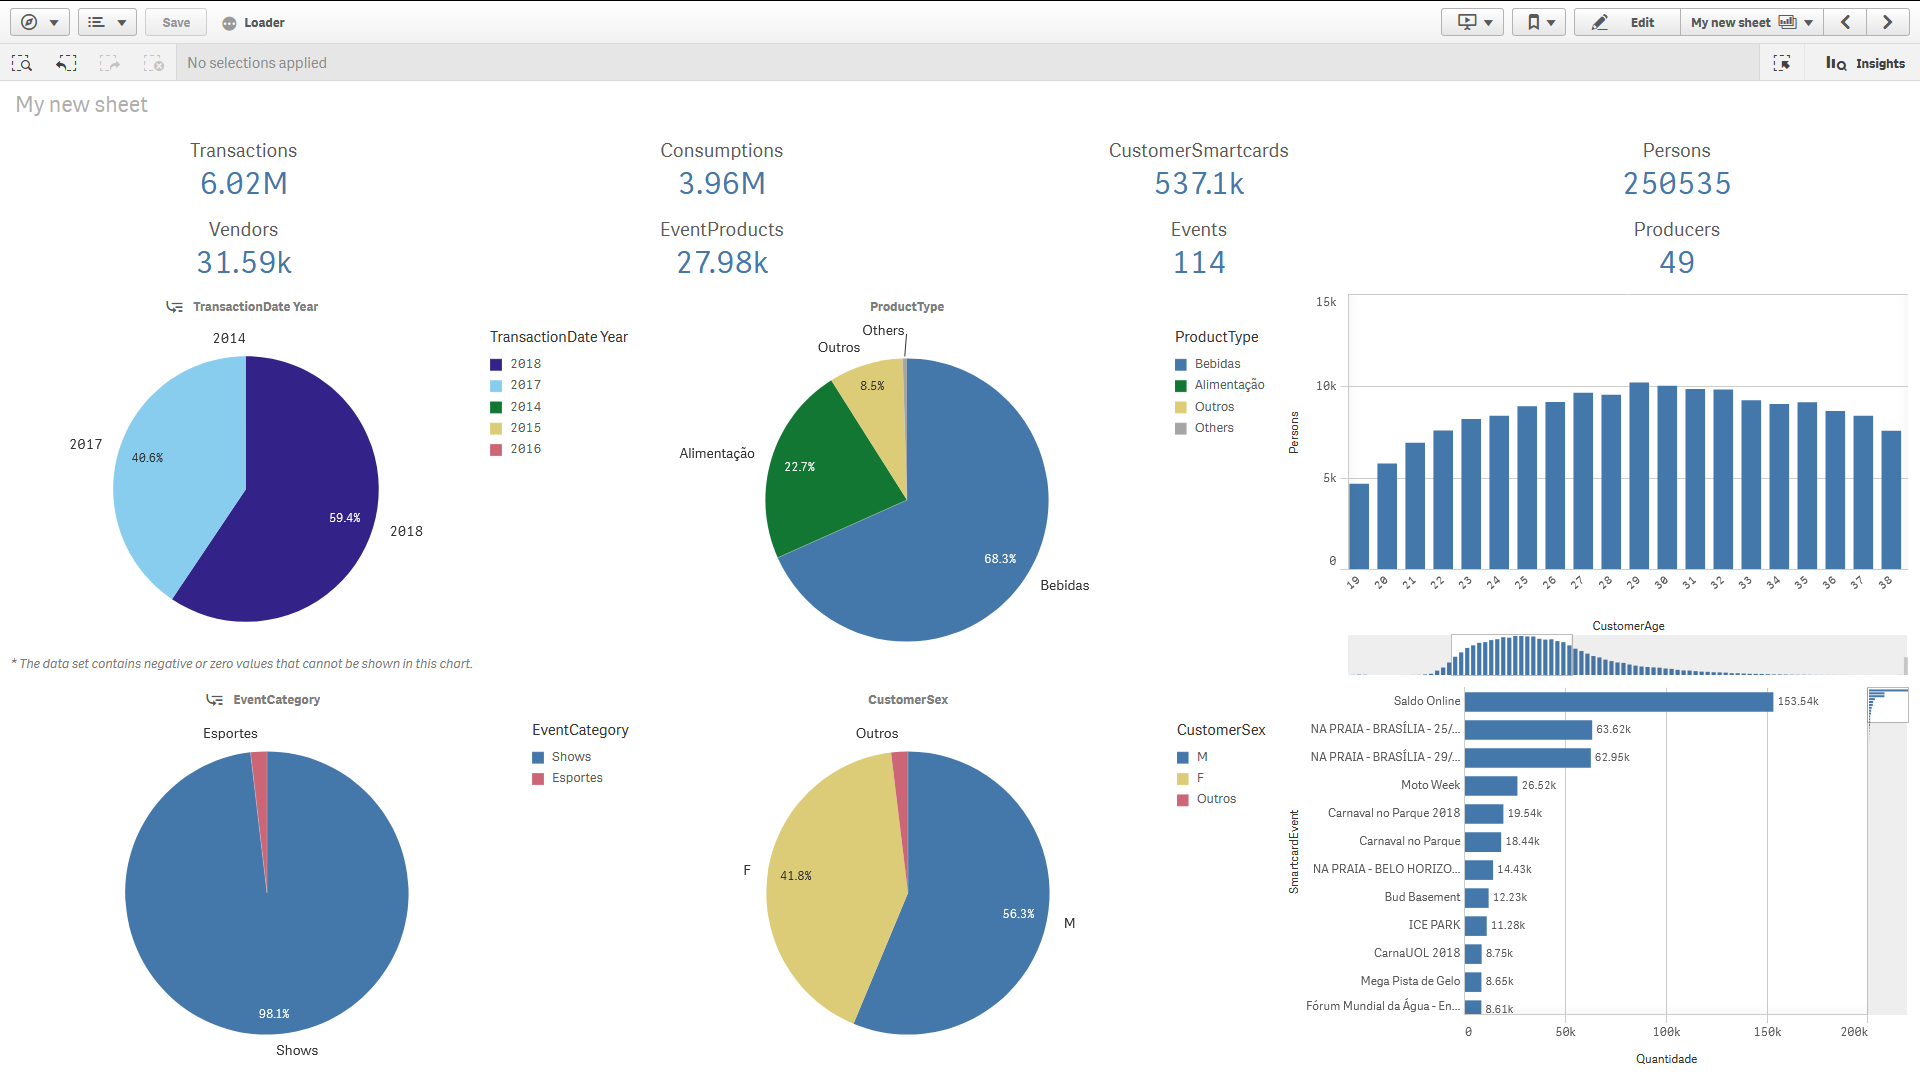 Save
Loader
Edit
My new sheet
No selections applied
Insights
My new sheet
Transactions
6.02M
Consumptions
3.96M
CustomerSmartcards
537.1k
Persons
250535
Vendors
31.59k
EventProducts
27.98k
Events
114
Producers
49
TransactionDate Year
2014
2017
40.6%
59.4%
2018
TransactionDate Year
2018
2017
2014
2015
2016
* The data set contains negative or zero values that cannot be shown in this chart.
ProductType
Others
Outros
8.5%
Alimentação
22.7%
68.3%
Bebidas
ProductType
Bebidas
Alimentação
Outros
Others
Persons
15k
10k
5k
0
19 20 21 22 23 24 25 26 27 28 29 30 31 32 33 34 35 36 37 38
CustomerAge
EventCategory
Esportes
98.1%
Shows
EventCategory
Shows
Esportes
CustomerSex
Outros
F
41.8%
56.3%
M
CustomerSex
M
F
Outros
SmartcardEvent
Saldo Online 153.54k
NA PRAIA - BRASÍLIA - 25/... 63.62k
NA PRAIA - BRASÍLIA - 29/... 62.95k
Moto Week 26.52k
Carnaval no Parque 2018 19.54k
Carnaval no Parque 18.44k
NA PRAIA - BELO HORIZO... 14.43k
Bud Basement 12.23k
ICE PARK 11.28k
CarnaUOL 2018 8.75k
Mega Pista de Gelo 8.65k
Fórum Mundial da Água - En... 8.61k
0 50k 100k 150k 200k
Quantidade